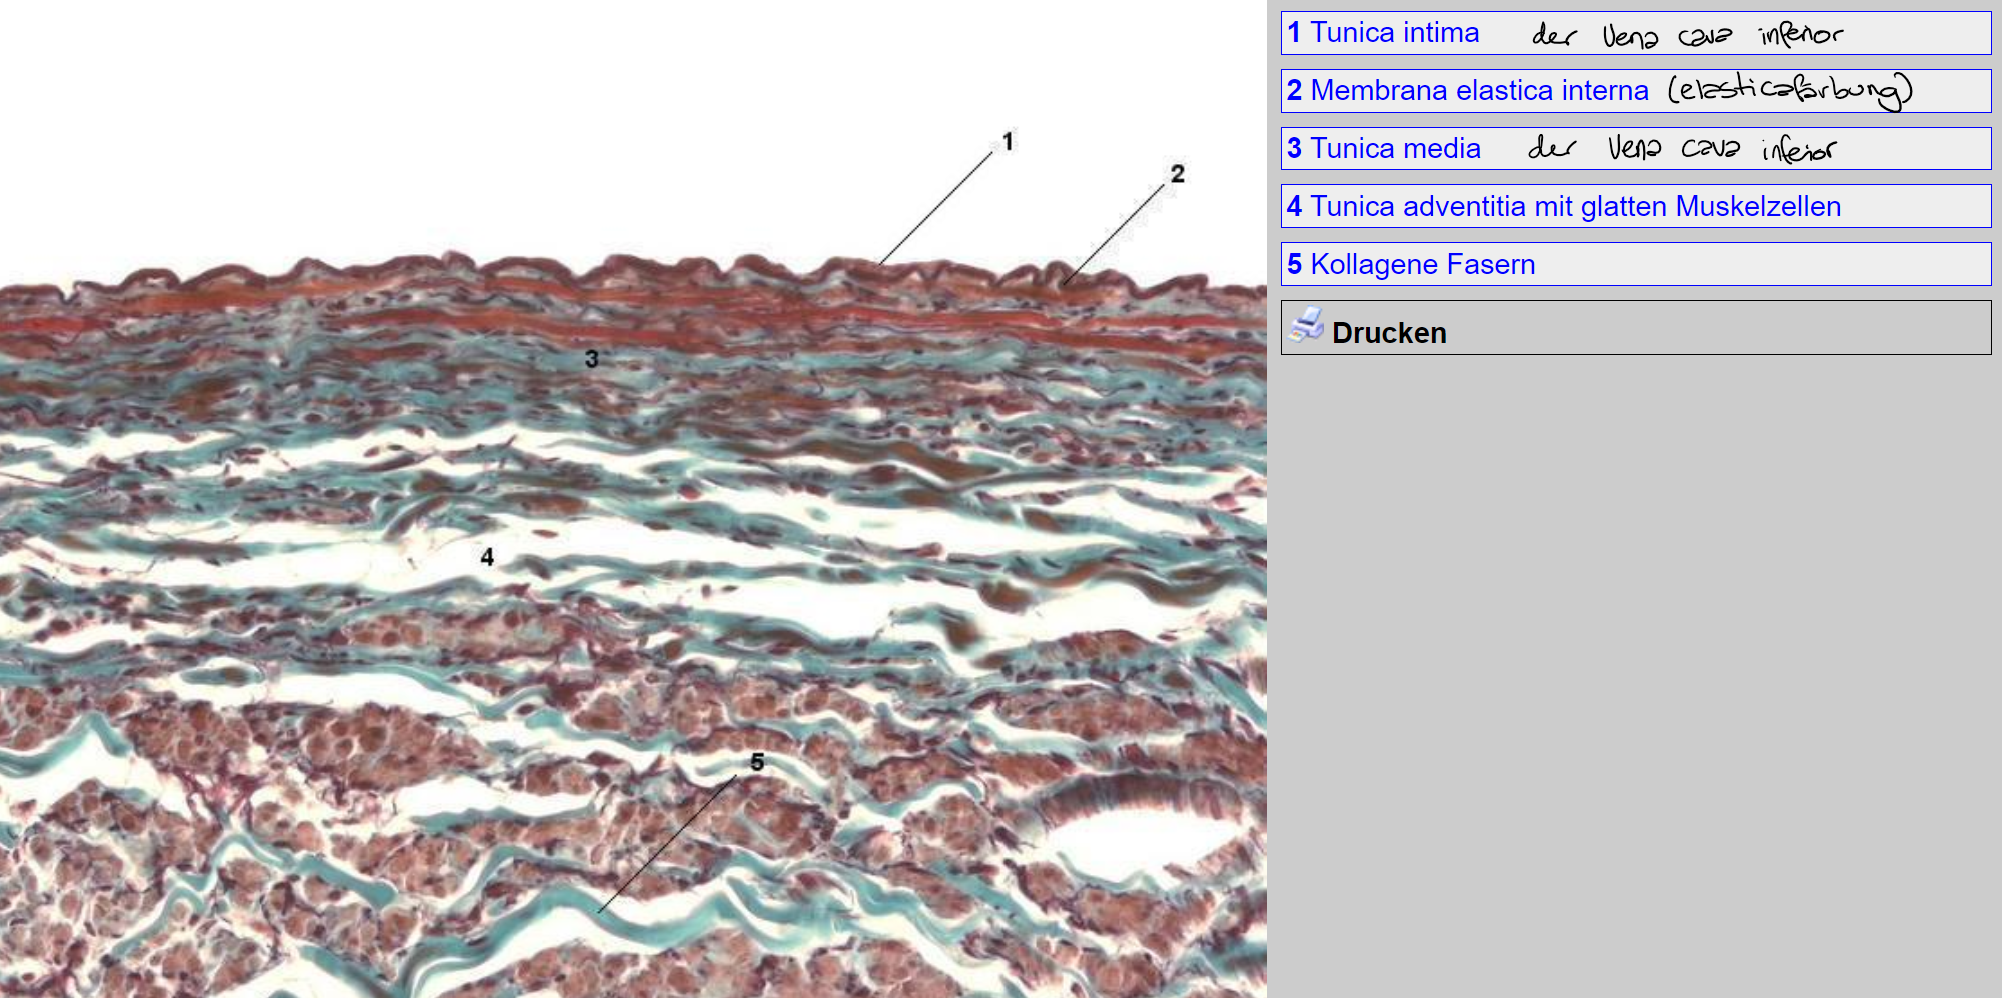 1
2
3
4
5
1 Tunica intima der Vena cava inferior
2 Membrana elastica interna (elasticafärbung)
3 Tunica media der Vena cava inferior
4 Tunica adventitia mit glatten Muskelzellen
5 Kollagene Fasern
Drucken